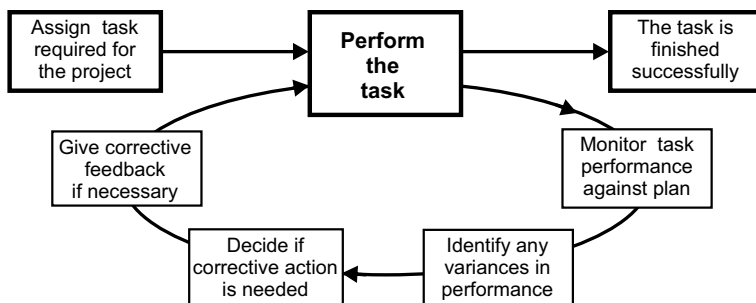 Assign task
required for
the project
Perform
the
task
The task is
finished
successfully
Give corrective
feedback
if necessary
Monitor task
performance
against plan
Decide if
corrective action
is needed
Identify any
variances in
performance